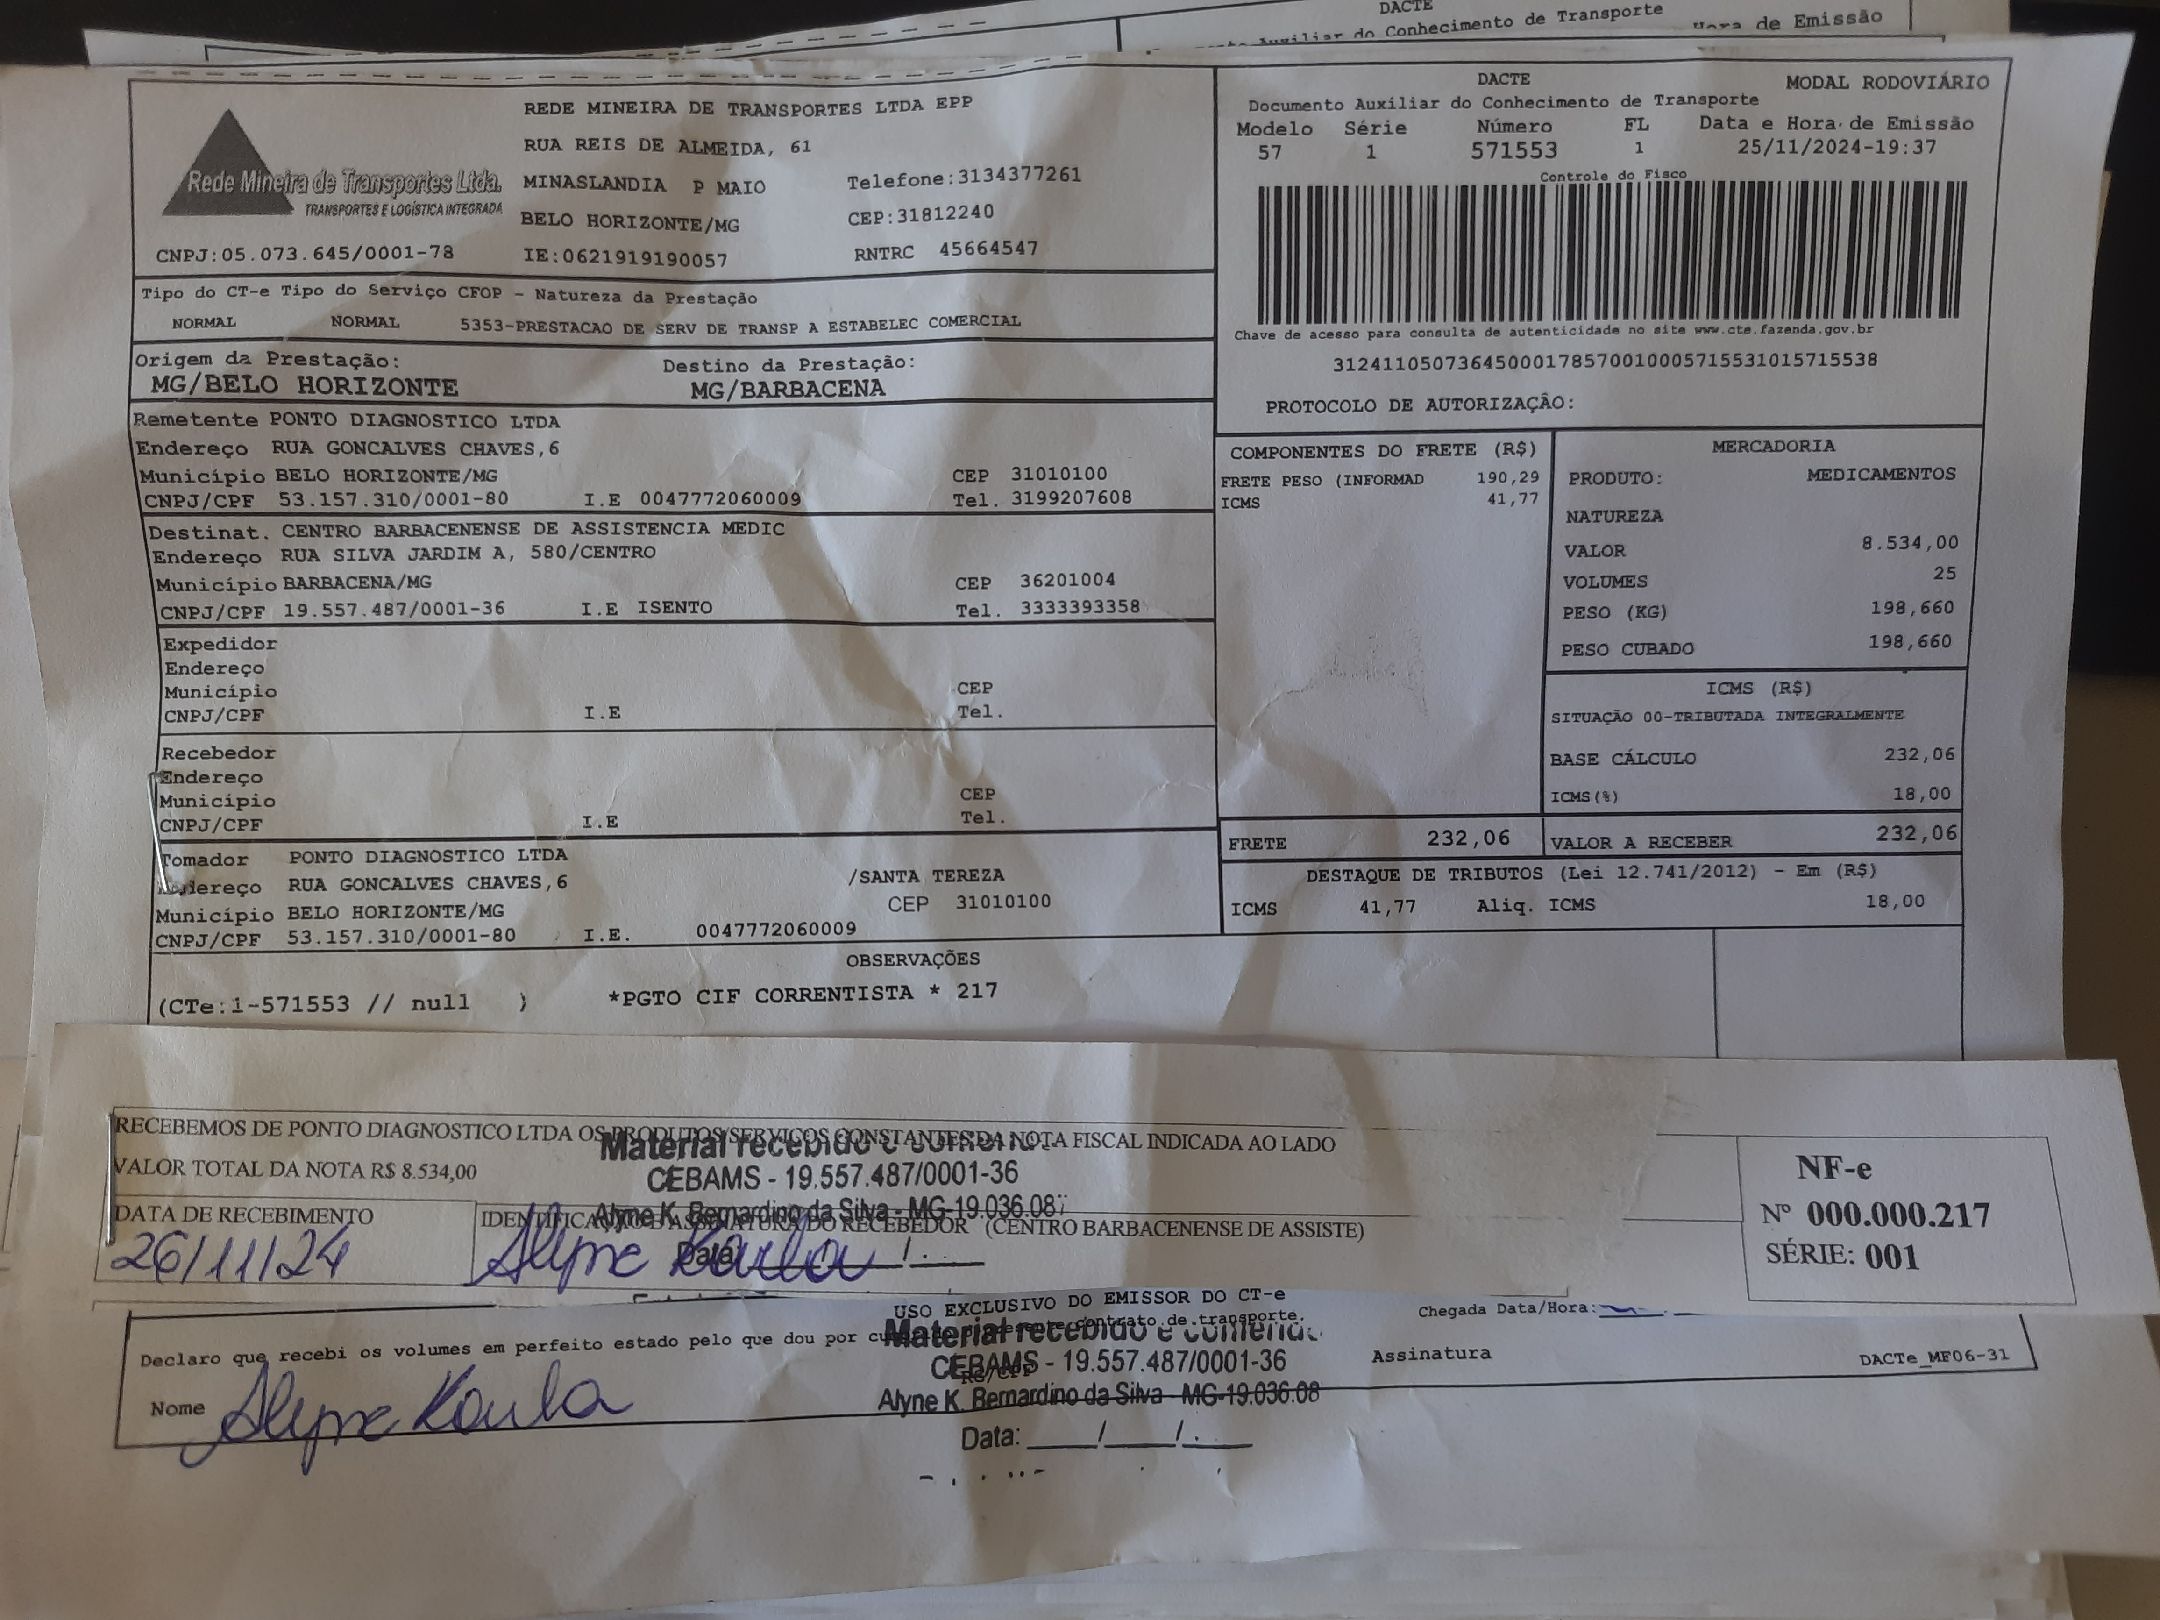 DACTE
Auxiliar do Conhecimento de Transporte
Hora de Emissão
Rede Mineira de Transportes Ltda.
TRANSPORTES E LOGÍSTICA INTEGRADA
CNPJ:05.073.645/0001-78
REDE MINEIRA DE TRANSPORTES LTDA EPP
RUA REIS DE ALMEIDA, 61
MINASLANDIA P MAIO Telefone:3134377261
BELO HORIZONTE/MG CEP:31812240
IE:0621919190057 RNTRC 45664547
DACTE MODAL RODOVIÁRIO
Documento Auxiliar do Conhecimento de Transporte
Modelo Série Número FL Data e Hora de Emissão
57 1 571553 1 25/11/2024-19:37
Controle do Fisco
Chave de acesso para consulta de autenticidade no site www.cte.fazenda.gov.br
31241105073645000178570010005715531015715538
PROTOCOLO DE AUTORIZAÇÃO:
Tipo do CT-e Tipo do Serviço CFOP - Natureza da Prestação
NORMAL NORMAL 5353-PRESTACAO DE SERV DE TRANSP A ESTABELEC COMERCIAL
Origem da Prestação: Destino da Prestação:
MG/BELO HORIZONTE MG/BARBACENA
Remetente PONTO DIAGNOSTICO LTDA
Endereço RUA GONCALVES CHAVES,6
Município BELO HORIZONTE/MG CEP 31010100
CNPJ/CPF 53.157.310/0001-80 I.E 0047772060009 Tel. 3199207608
Destinat. CENTRO BARBACENENSE DE ASSISTENCIA MEDIC
Endereço RUA SILVA JARDIM A, 580/CENTRO
Município BARBACENA/MG CEP 36201004
CNPJ/CPF 19.557.487/0001-36 I.E ISENTO Tel. 3333393358
Expedidor
Endereço
Município CEP
CNPJ/CPF I.E Tel.
Recebedor
Endereço
Município CEP
CNPJ/CPF I.E Tel.
Tomador PONTO DIAGNOSTICO LTDA
Endereço RUA GONCALVES CHAVES,6 /SANTA TEREZA
Município BELO HORIZONTE/MG CEP 31010100
CNPJ/CPF 53.157.310/0001-80 I.E. 0047772060009
COMPONENTES DO FRETE (R$)
FRETE PESO (INFORMAD 190,29
ICMS 41,77
MERCADORIA
PRODUTO: MEDICAMENTOS
NATUREZA
VALOR 8.534,00
VOLUMES 25
PESO (KG) 198,660
PESO CUBADO 198,660
ICMS (R$)
SITUAÇÃO 00-TRIBUTADA INTEGRALMENTE
BASE CÁLCULO 232,06
ICMS(%) 18,00
FRETE 232,06 VALOR A RECEBER 232,06
DESTAQUE DE TRIBUTOS (Lei 12.741/2012) - Em (R$)
ICMS 41,77 Aliq. ICMS 18,00
OBSERVAÇÕES
(CTe:1-571553 // null ) *PGTO CIF CORRENTISTA * 217
RECEBEMOS DE PONTO DIAGNOSTICO LTDA OS PRODUTOS/SERVIÇOS CONSTANTES DA NOTA FISCAL INDICADA AO LADO
VALOR TOTAL DA NOTA R$ 8.534,00
Material recebido e
CEBAMS - 19.557.487/0001-36
Alyne K. Bernardino da Silva - MG-19.036.08
Data:
DATA DE RECEBIMENTO
26/11/24
IDENTIFICAÇÃO E ASSINATURA DO RECEBEDOR (CENTRO BARBACENENSE DE ASSISTE)
Alyne Karla
NF-e
Nº 000.000.217
SÉRIE: 001
USO EXCLUSIVO DO EMISSOR DO CT-e
Chegada Data/Hora:
Declaro que recebi os volumes em perfeito estado pelo que dou por contrato de transporte.
Material recebido e
CEBAMS - 19.557.487/0001-36
RG/CPF
Alyne K. Bernardino da Silva MG-19.036.08
Data: ____/____/.____
Assinatura
DACTe_MF06-31
Nome Alyne Karla